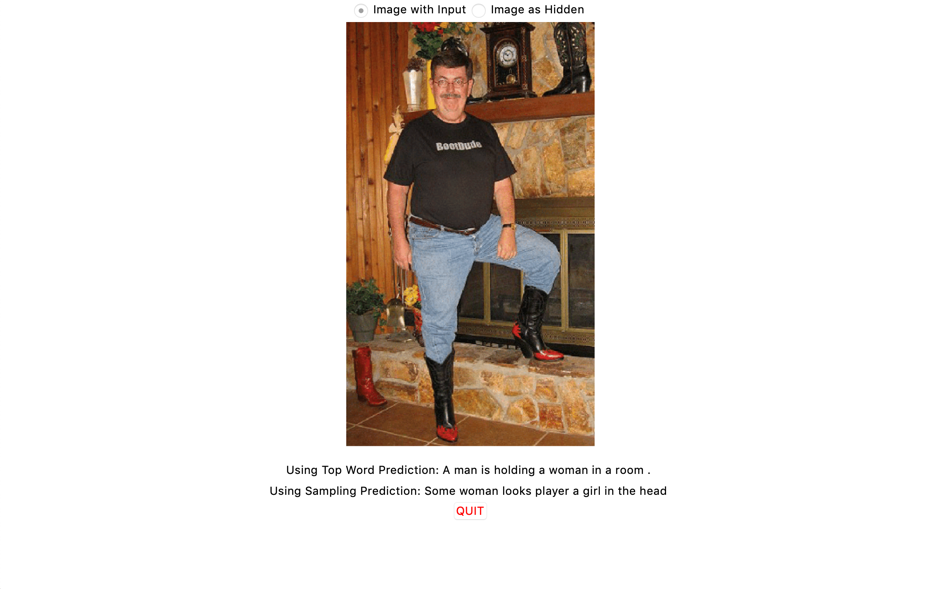 Image with Input Image as Hidden
BootDude
Using Top Word Prediction: A man is holding a woman in a room .
Using Sampling Prediction: Some woman looks player a girl in the head
QUIT